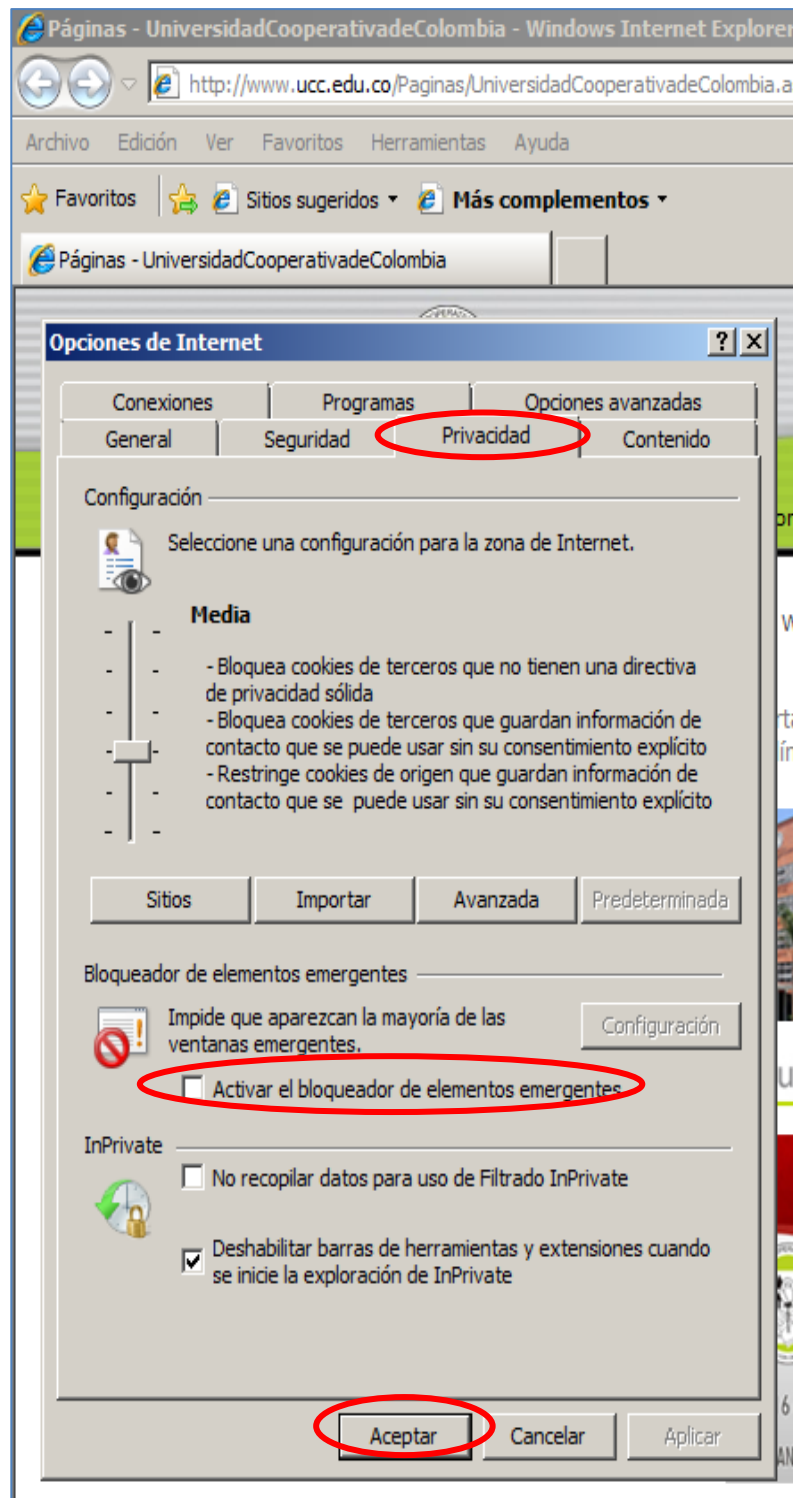 Páginas - UniversidadCooperativadeColombia - Windows Internet Explorer
http://www.ucc.edu.co/Paginas/UniversidadCooperativadeColombia.a
Archivo Edición Ver Favoritos Herramientas Ayuda
Favoritos Sitios sugeridos Más complementos
Páginas - UniversidadCooperativadeColombia
Opciones de Internet
Conexiones Programas Opciones avanzadas
General Seguridad Privacidad Contenido
Configuración
Seleccione una configuración para la zona de Internet.
Media
- Bloquea cookies de terceros que no tienen una directiva
de privacidad sólida
- Bloquea cookies de terceros que guardan información de
contacto que se puede usar sin su consentimiento explícito
- Restringe cookies de origen que guardan información de
contacto que se puede usar sin su consentimiento explícito
Sitios Importar Avanzada Predeterminada
Bloqueador de elementos emergentes
Impide que aparezcan la mayoría de las
ventanas emergentes.
Configuración
Activar el bloqueador de elementos emergentes
InPrivate
No recopilar datos para uso de Filtrado InPrivate
Deshabilitar barras de herramientas y extensiones cuando
se inicie la exploración de InPrivate
Aceptar Cancelar Aplicar